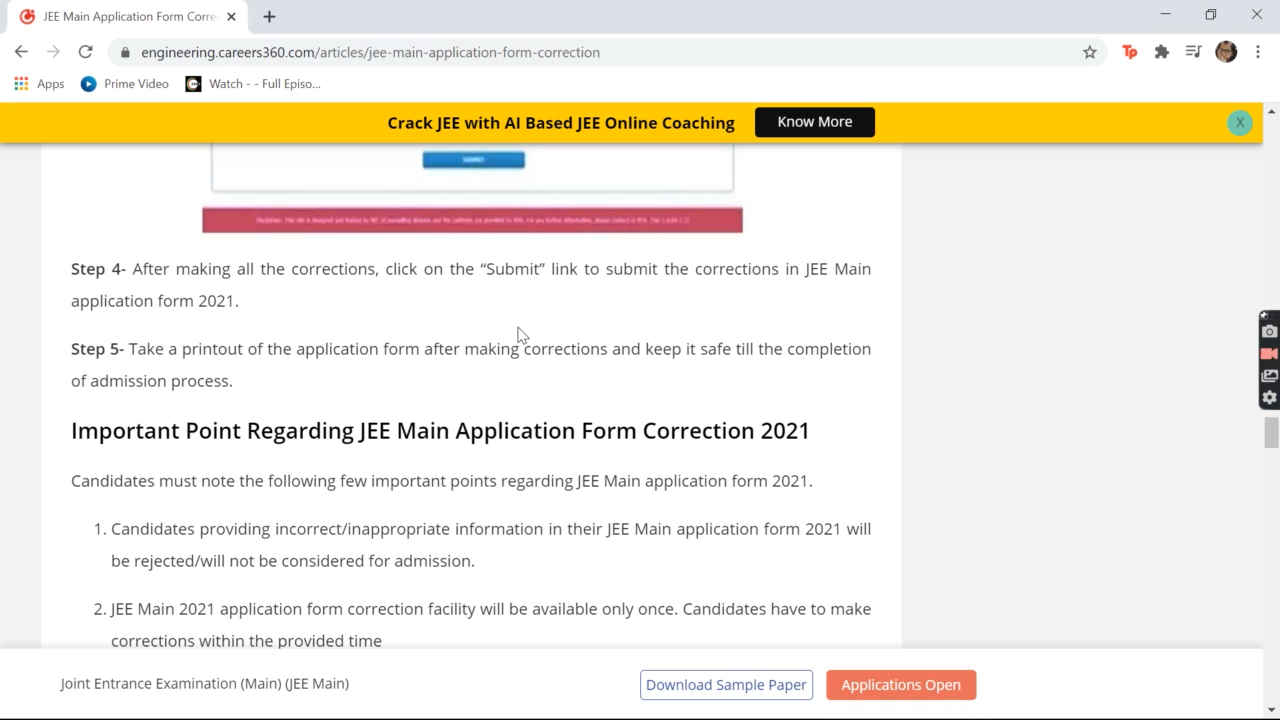 JEE Main Application Form Corre
engineering.careers360.com/articles/jee-main-application-form-correction
Tp
Apps
Prime Video
Watch - - Full Episo...
Crack JEE with AI Based JEE Online Coaching
Know More
X
SUBMIT
Step 4- After making all the corrections, click on the “Submit” link to submit the corrections in JEE Main
application form 2021.
Step 5- Take a printout of the application form after making corrections and keep it safe till the completion
of admission process.
Important Point Regarding JEE Main Application Form Correction 2021
Candidates must note the following few important points regarding JEE Main application form 2021.
1. Candidates providing incorrect/inappropriate information in their JEE Main application form 2021 will
be rejected/will not be considered for admission.
2. JEE Main 2021 application form correction facility will be available only once. Candidates have to make
corrections within the provided time
Joint Entrance Examination (Main) (JEE Main)
Download Sample Paper
Applications Open